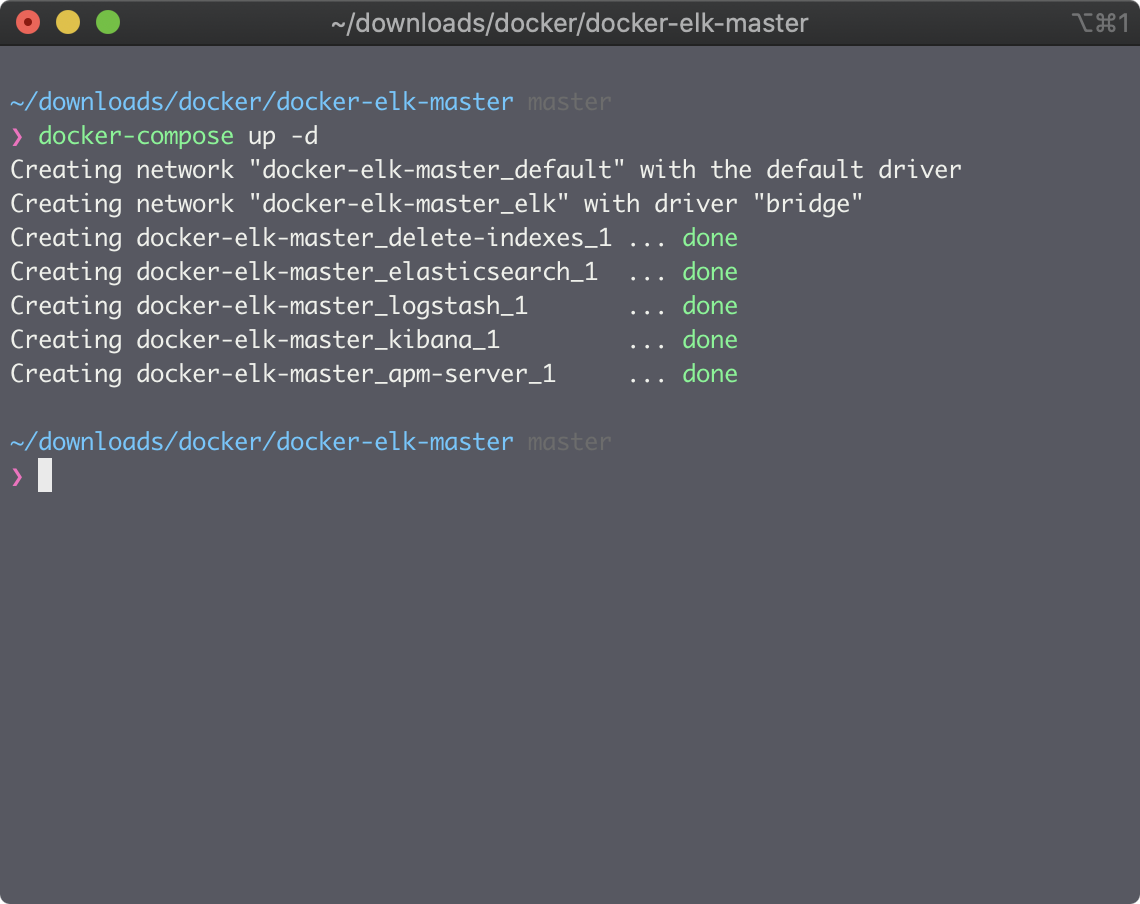 ~/downloads/docker/docker-elk-master ⌥⌘1
~/downloads/docker/docker-elk-master master
❯ docker-compose up -d
Creating network "docker-elk-master_default" with the default driver
Creating network "docker-elk-master_elk" with driver "bridge"
Creating docker-elk-master_delete-indexes_1 ... done
Creating docker-elk-master_elasticsearch_1  ... done
Creating docker-elk-master_logstash_1       ... done
Creating docker-elk-master_kibana_1         ... done
Creating docker-elk-master_apm-server_1     ... done
~/downloads/docker/docker-elk-master master
❯